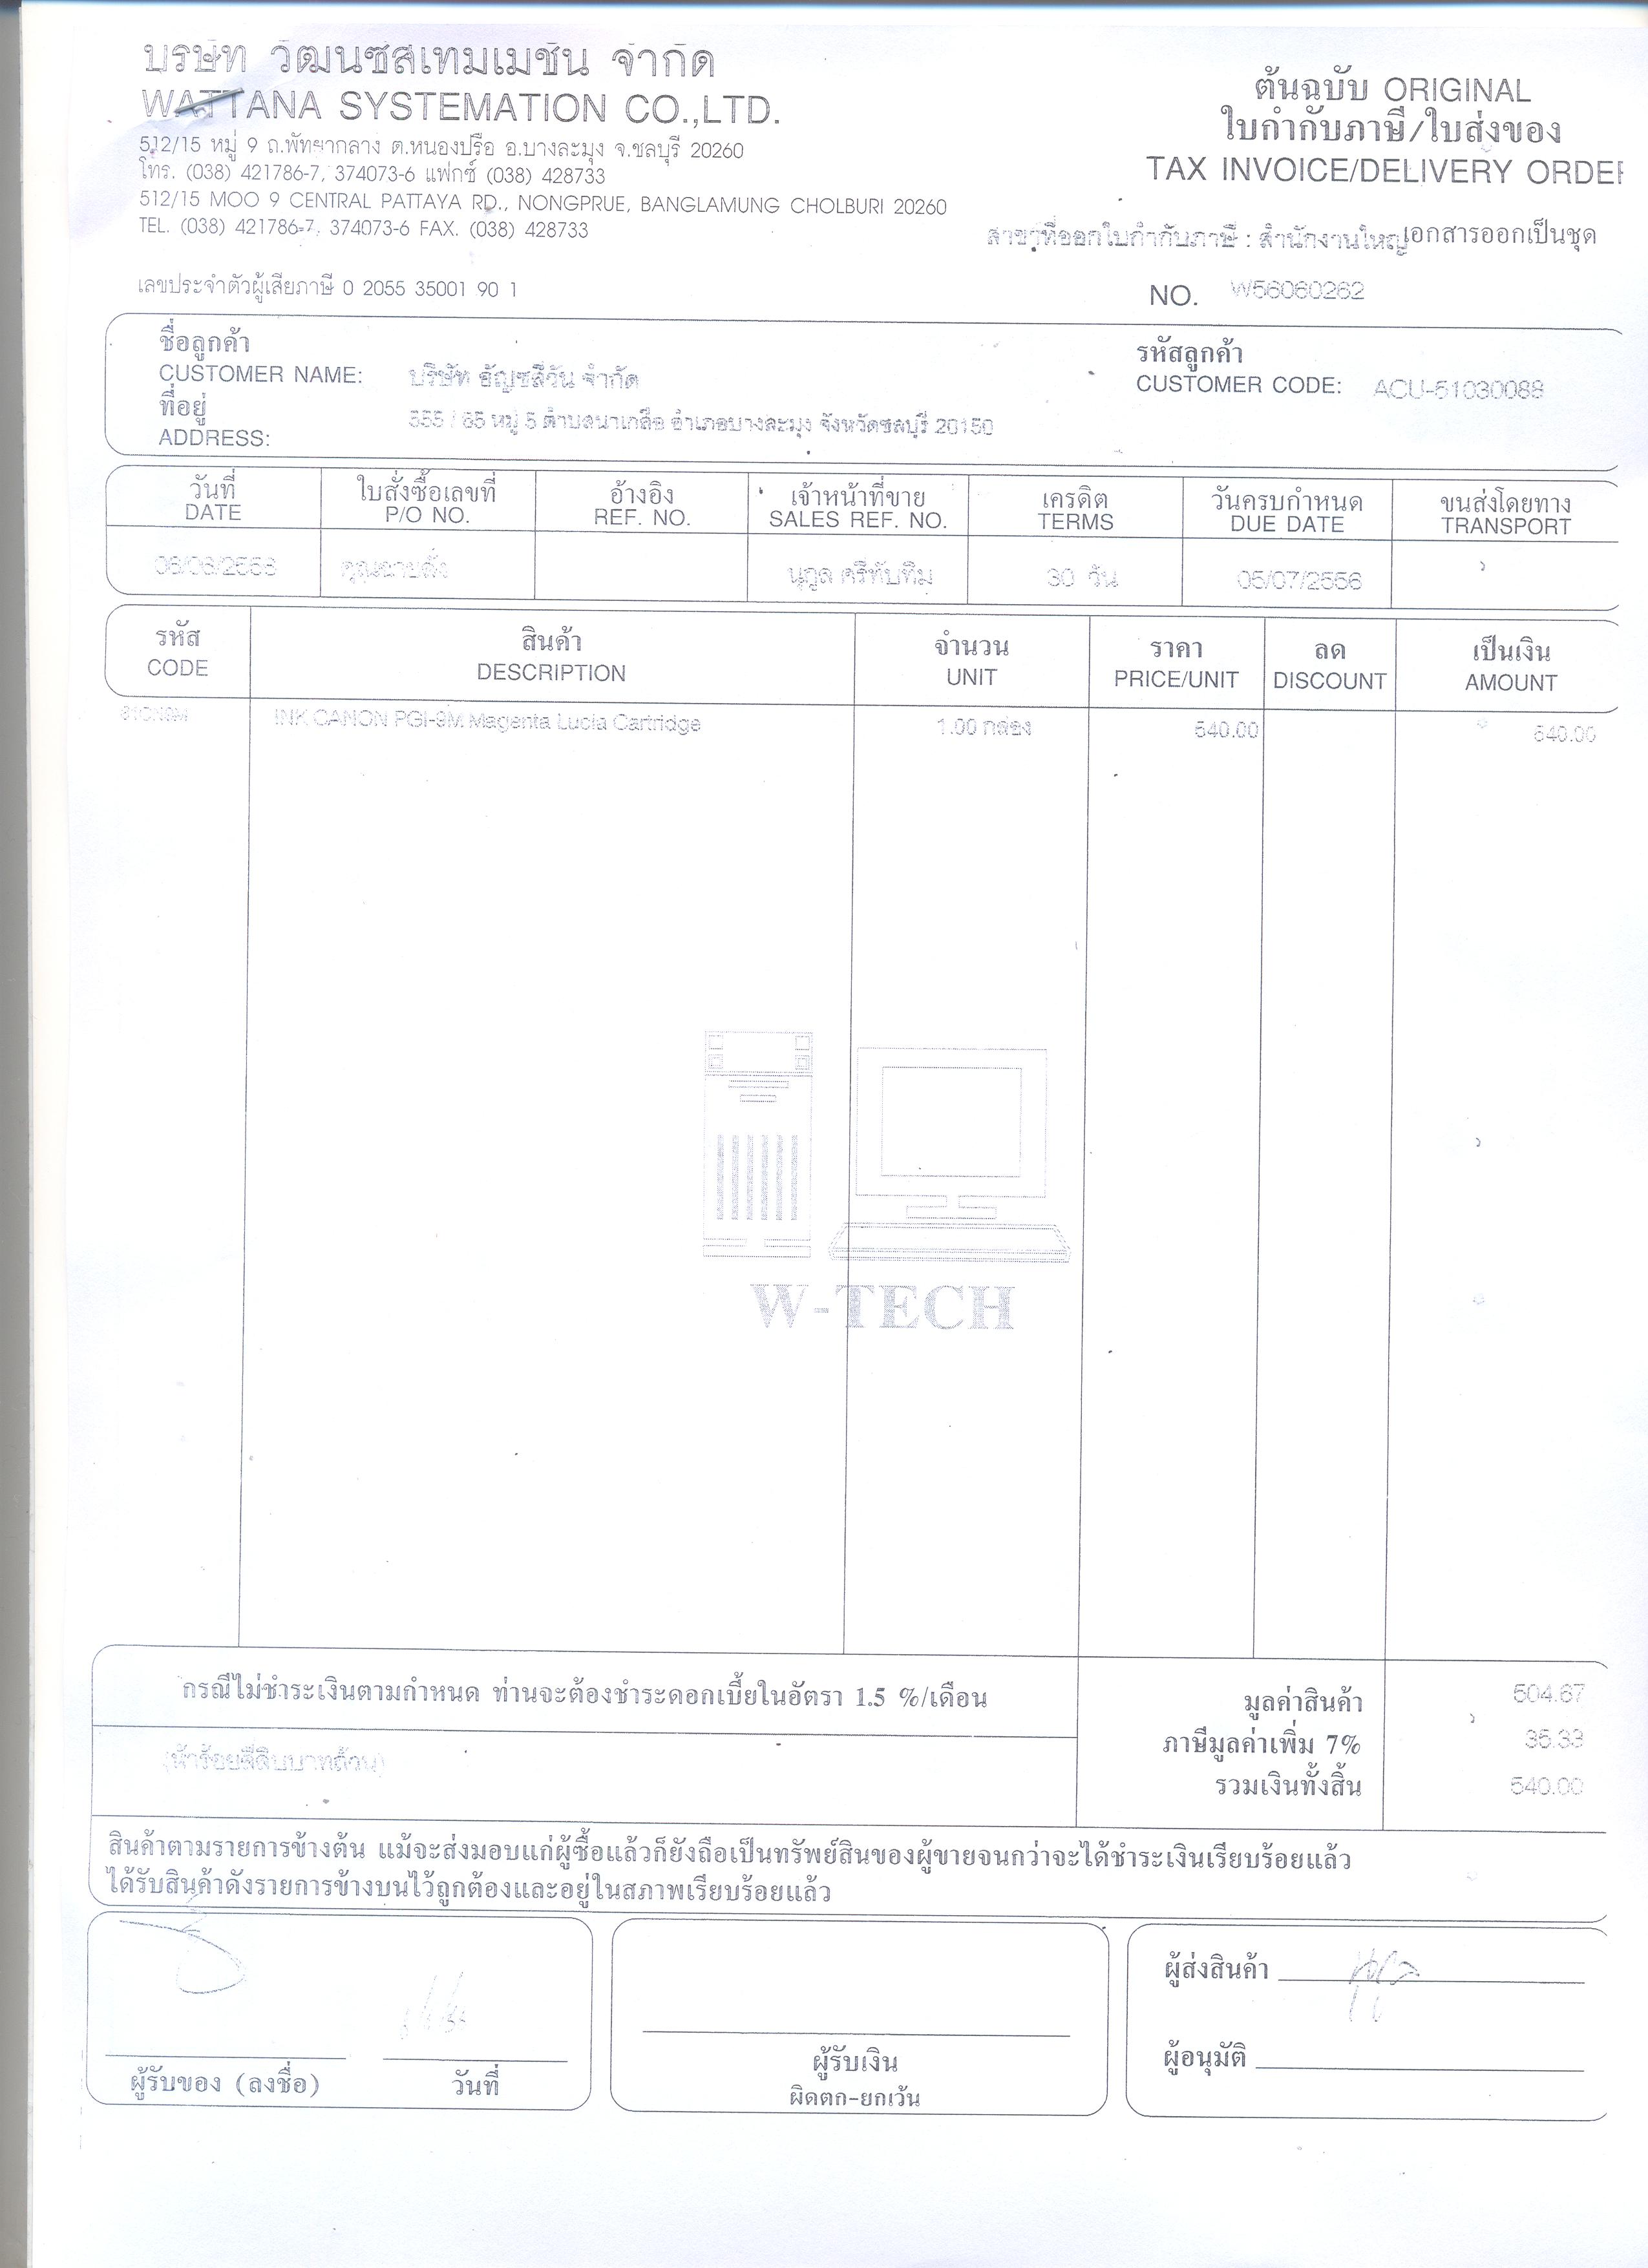 บริษัท วัฒนซิสเทมเมชั่น จำกัด
WATTANA SYSTEMATION CO.,LTD.
512/15 หมู่ 9 ถ.พัทยากลาง ต.หนองปรือ อ.บางละมุง จ.ชลบุรี 20260
โทร. (038) 421786-7, 374073-6 แฟกซ์ (038) 428733
512/15 MOO 9 CENTRAL PATTAYA RD., NONGPRUE, BANGLAMUNG CHOLBURI 20260
TEL. (038) 421786-7, 374073-6 FAX. (038) 428733
ต้นฉบับ ORIGINAL
ใบกำกับภาษี/ใบส่งของ
TAX INVOICE/DELIVERY ORDER
สาขาที่ออกใบกำกับภาษี : สำนักงานใหญ่ เอกสารออกเป็นชุด
เลขประจำตัวผู้เสียภาษี 0 2055 35001 90 1
NO. W56060262
ชื่อลูกค้า
CUSTOMER NAME: บริษัท อัญชลีวัน จำกัด
ที่อยู่
ADDRESS: 555 / 65 หมู่ 5 ตำบลนาเกลือ อำเภอบางละมุง จังหวัดชลบุรี 20150
รหัสลูกค้า
CUSTOMER CODE: ACU-51030088
วันที่ ใบสั่งซื้อเลขที่ อ้างอิง เจ้าหน้าที่ขาย เครดิต วันครบกำหนด ขนส่งโดยทาง
DATE P/O NO. REF. NO. SALES REF. NO. TERMS DUE DATE TRANSPORT
05/06/2556 นุกูล ศรีทับทิม 30 วัน 05/07/2556
รหัส สินค้า จำนวน ราคา ลด เป็นเงิน
CODE DESCRIPTION UNIT PRICE/UNIT DISCOUNT AMOUNT
INK CANON PGI-9M Magenta Lucia Cartridge 1.00 กล่อง 540.00 540.00
W-TECH
กรณีไม่ชำระเงินตามกำหนด ท่านจะต้องชำระดอกเบี้ยในอัตรา 1.5 %/เดือน
มูลค่าสินค้า 504.67
ภาษีมูลค่าเพิ่ม 7% 35.33
(ห้าร้อยสี่สิบบาทถ้วน)
รวมเงินทั้งสิ้น 540.00
สินค้าตามรายการข้างต้น แม้จะส่งมอบแก่ผู้ซื้อแล้วก็ยังถือเป็นทรัพย์สินของผู้ขายจนกว่าจะได้ชำระเงินเรียบร้อยแล้ว
ได้รับสินค้าดังรายการข้างบนไว้ถูกต้องและอยู่ในสภาพเรียบร้อยแล้ว
ผู้รับของ (ลงชื่อ) วันที่
ผู้รับเงิน
ผิดตก-ยกเว้น
ผู้ส่งสินค้า
ผู้อนุมัติ